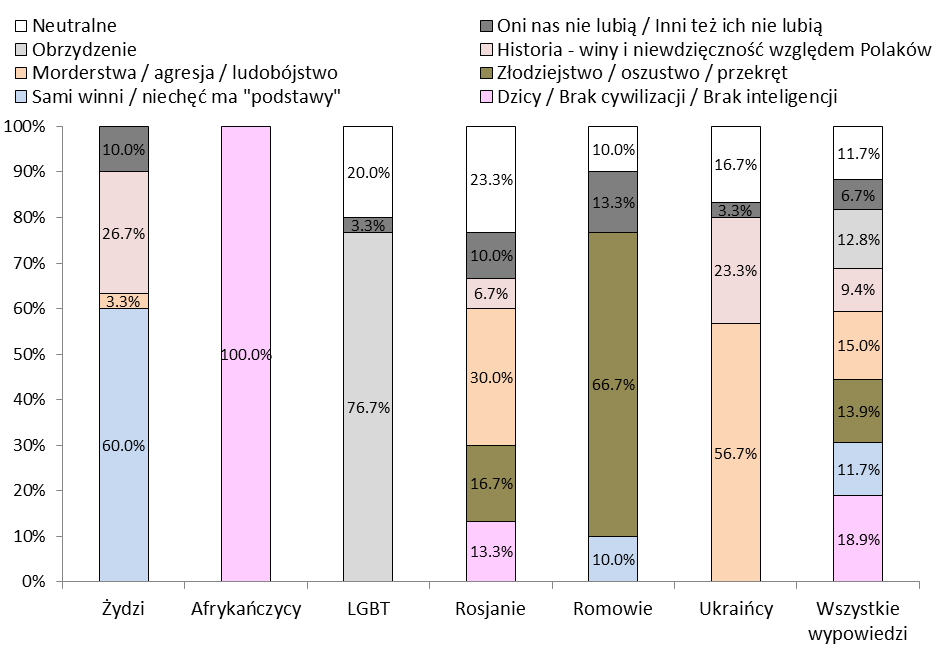 Neutralne
Oni nas nie lubią / Inni też ich nie lubią
Obrzydzenie
Historia - winy i niewdzięczność względem Polaków
Morderstwa / agresja / ludobójstwo
Złodziejstwo / oszustwo / przekręt
Sami winni / niechęć ma "podstawy"
Dzicy / Brak cywilizacji / Brak inteligencji
100%
90%
80%
70%
60%
50%
40%
30%
20%
10%
0%
10.0%
26.7%
3.3%
60.0%
100.0%
20.0%
3.3%
76.7%
23.3%
10.0%
6.7%
30.0%
16.7%
13.3%
10.0%
13.3%
66.7%
10.0%
16.7%
3.3%
23.3%
56.7%
11.7%
6.7%
12.8%
9.4%
15.0%
13.9%
11.7%
18.9%
Żydzi
Afrykańczycy
LGBT
Rosjanie
Romowie
Ukraińcy
Wszystkie
wypowiedzi